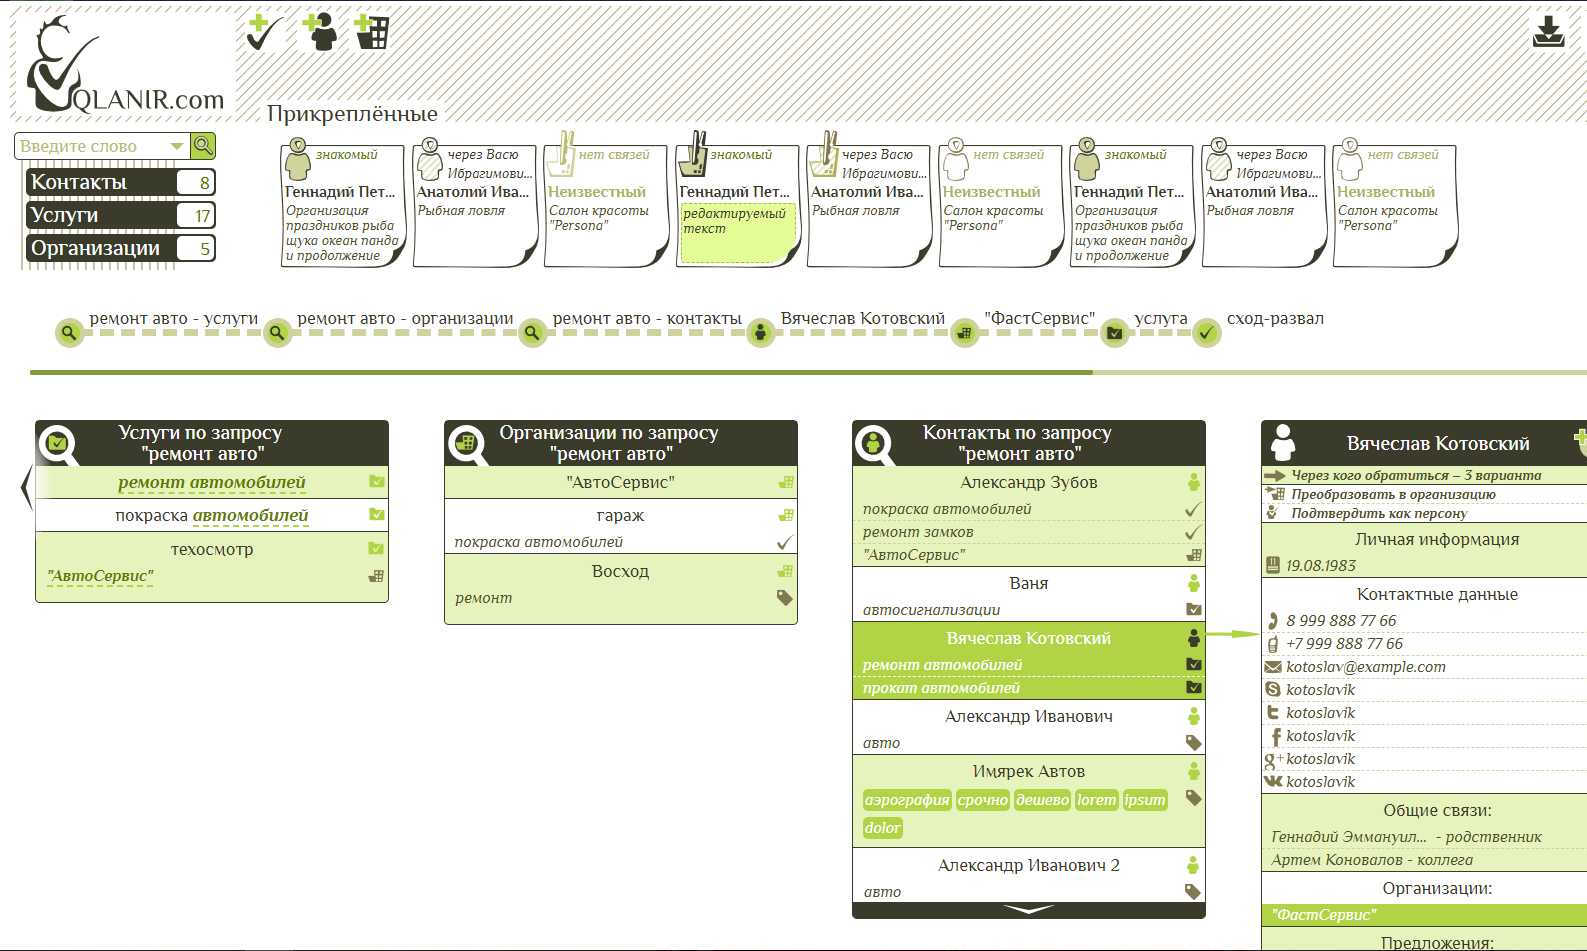 QLANIR.com
Прикреплённые
Введите слово
Контакты 8
Услуги 17
Организации 5
знакомый
Геннадий Пет...
Организация
праздников рыба
щука океан панда
и продолжение
через Васю
Ибрагимови...
Анатолий Ива...
Рыбная ловля
нет связей
Неизвестный
Салон красоты
"Persona"
знакомый
Геннадий Пет...
редактируемый
текст
через Васю
Ибрагимови...
Анатолий Ива...
Рыбная ловля
нет связей
Неизвестный
Салон красоты
"Persona"
знакомый
Геннадий Пет...
Организация
праздников рыба
щука океан панда
и продолжение
через Васю
Ибрагимови...
Анатолий Ива...
Рыбная ловля
нет связей
Неизвестный
Салон красоты
"Persona"
ремонт авто - услуги
ремонт авто - организации
ремонт авто - контакты
Вячеслав Котовский
"ФастСервис"
услуга
сход-развал
Услуги по запросу
"ремонт авто"
ремонт автомобилей
покраска автомобилей
техосмотр
"АвтоСервис"
Организации по запросу
"ремонт авто"
"АвтоСервис"
гараж
покраска автомобилей
Восход
ремонт
Контакты по запросу
"ремонт авто"
Александр Зубов
покраска автомобилей
ремонт замков
"АвтоСервис"
Ваня
автосигнализации
Вячеслав Котовский
ремонт автомобилей
прокат автомобилей
Александр Иванович
авто
Имярек Автов
аэрография срочно дешево lorem ipsum
dolor
Александр Иванович 2
авто
Вячеслав Котовский
Через кого обратиться – 3 варианта
Преобразовать в организацию
Подтвердить как персону
Личная информация
19.08.1983
Контактные данные
8 999 888 77 66
+7 999 888 77 66
kotoslav@example.com
kotoslavik
kotoslavik
kotoslavik
kotoslavik
kotoslavik
Общие связи:
Геннадий Эммануил... - родственник
Артем Коновалов - коллега
Организации:
"ФастСервис"
Предложения: